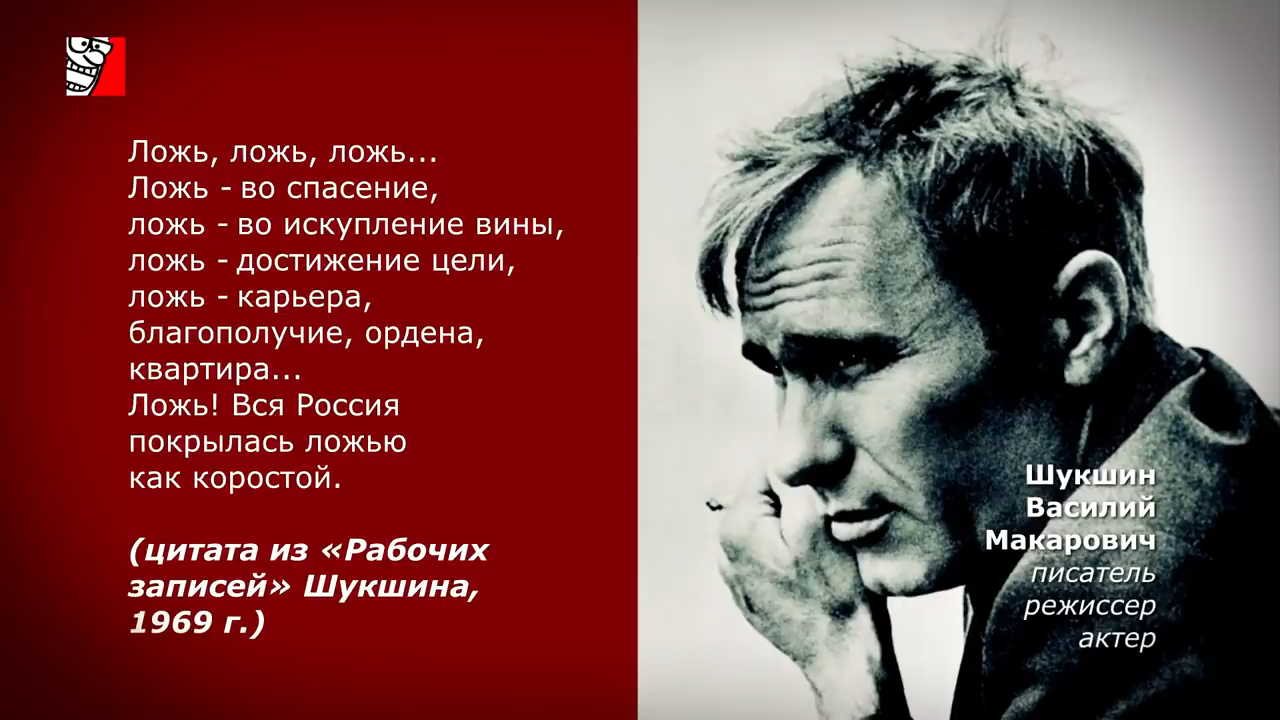 Ложь, ложь, ложь...
Ложь - во спасение,
ложь - во искупление вины,
ложь - достижение цели,
ложь - карьера,
благополучие, ордена,
квартира...
Ложь! Вся Россия
покрылась ложью
как коростой.
(цитата из «Рабочих
записей» Шукшина,
1969 г.)
Шукшин
Василий
Макарович
писатель
режиссер
актер